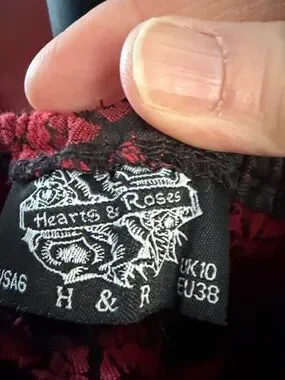 Hearts & Roses
USA6
UK10
H & R
EU38